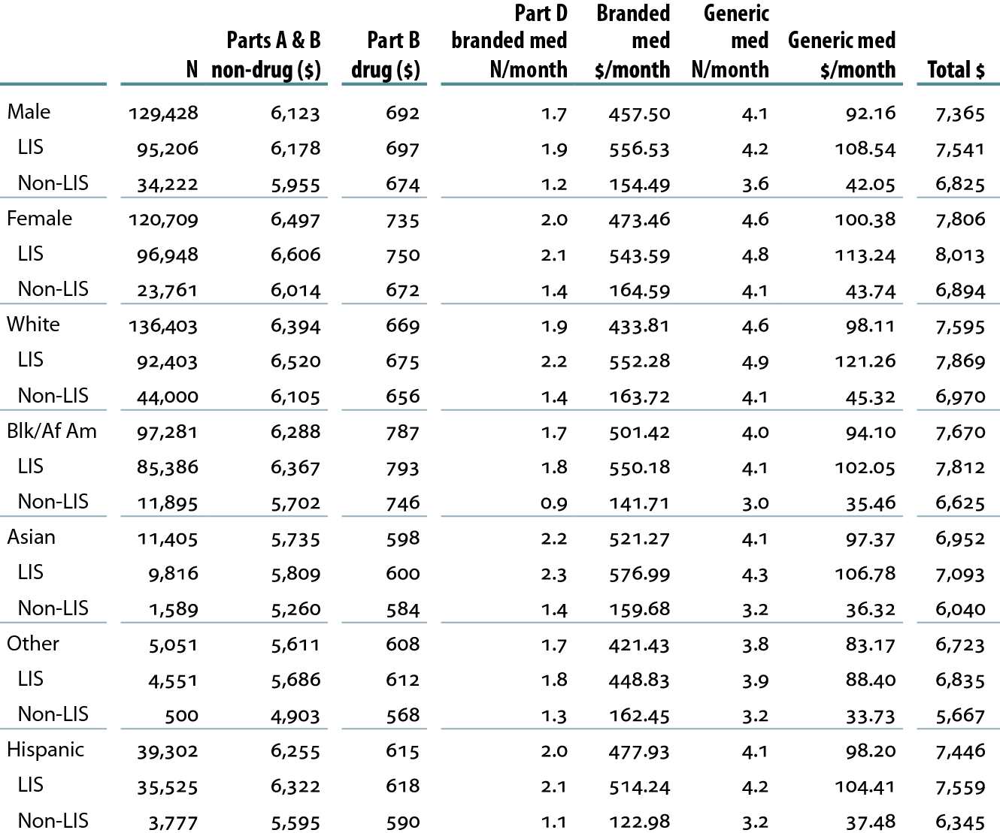 Part D Branded Generic
Parts A & B Part B branded med med med Generic med
N non-drug ($) drug ($) N/month $/month N/month $/month Total $
Male 129,428 6,123 692 1.7 457.50 4.1 92.16 7,365
LIS 95,206 6,178 697 1.9 556.53 4.2 108.54 7,541
Non-LIS 34,222 5,955 674 1.2 154.49 3.6 42.05 6,825
Female 120,709 6,497 735 2.0 473.46 4.6 100.38 7,806
LIS 96,948 6,606 750 2.1 543.59 4.8 113.24 8,013
Non-LIS 23,761 6,014 672 1.4 164.59 4.1 43.74 6,894
White 136,403 6,394 669 1.9 433.81 4.6 98.11 7,595
LIS 92,403 6,520 675 2.2 552.28 4.9 121.26 7,869
Non-LIS 44,000 6,105 656 1.4 163.72 4.1 45.32 6,970
Blk/Af Am 97,281 6,288 787 1.7 501.42 4.0 94.10 7,670
LIS 85,386 6,367 793 1.8 550.18 4.1 102.05 7,812
Non-LIS 11,895 5,702 746 0.9 141.71 3.0 35.46 6,625
Asian 11,405 5,735 598 2.2 521.27 4.1 97.37 6,952
LIS 9,816 5,809 600 2.3 576.99 4.3 106.78 7,093
Non-LIS 1,589 5,260 584 1.4 159.68 3.2 36.32 6,040
Other 5,051 5,611 608 1.7 421.43 3.8 83.17 6,723
LIS 4,551 5,686 612 1.8 448.83 3.9 88.40 6,835
Non-LIS 500 4,903 568 1.3 162.45 3.2 33.73 5,667
Hispanic 39,302 6,255 615 2.0 477.93 4.1 98.20 7,446
LIS 35,525 6,322 618 2.1 514.24 4.2 104.41 7,559
Non-LIS 3,777 5,595 590 1.1 122.98 3.2 37.48 6,345